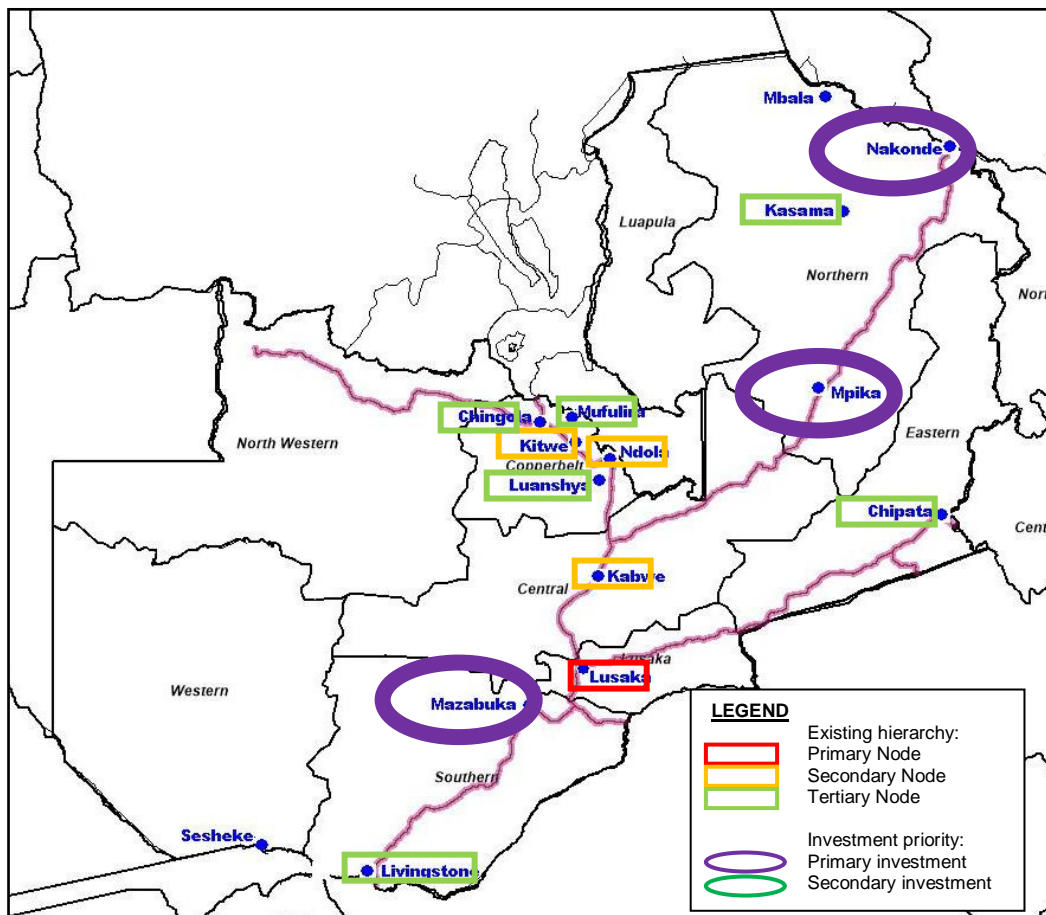 Mbala
Nakonde
Kasama
Luapula
Northern
Nor
Mpika
Chingola
Mufulira
North Western
Kitwe
Ndola
Eastern
Copperbelt
Luanshya
Chipata
Cent
Kabwe
Central
Lusaka
Lusaka
Western
Mazabuka
LEGEND
Existing hierarchy:
Primary Node
Secondary Node
Tertiary Node
Southern
Sesheke
Investment priority:
Primary investment
Secondary investment
Livingstone